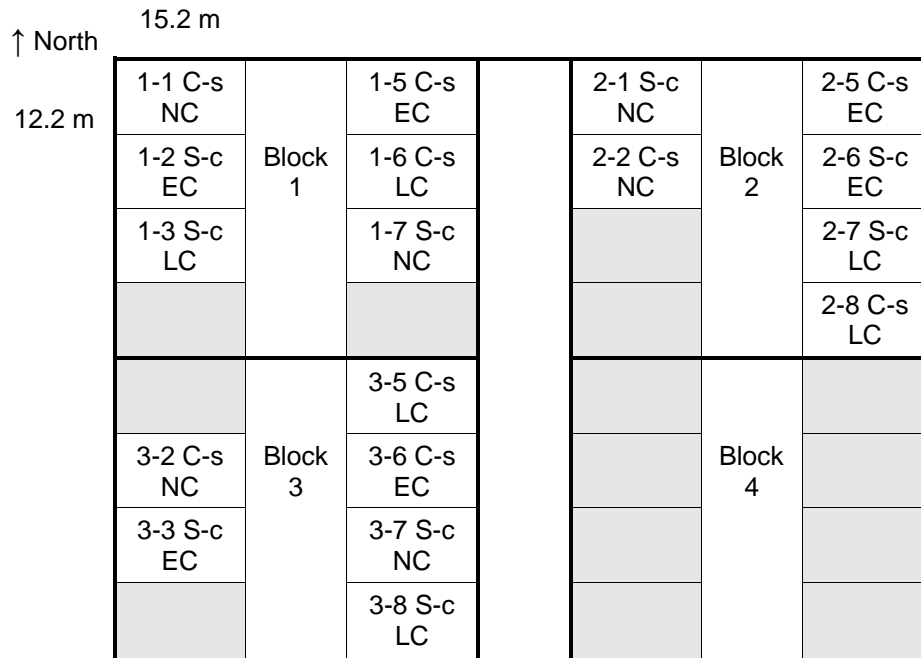 15.2 m
↑ North
12.2 m
1-1 C-s
NC
1-5 C-s
EC
2-1 S-c
NC
2-5 C-s
EC
1-2 S-c
EC
Block
1
1-6 C-s
LC
2-2 C-s
NC
Block
2
2-6 S-c
EC
1-3 S-c
LC
1-7 S-c
NC
2-7 S-c
LC
2-8 C-s
LC
3-5 C-s
LC
3-2 C-s
NC
Block
3
3-6 C-s
EC
Block
4
3-3 S-c
EC
3-7 S-c
NC
3-8 S-c
LC